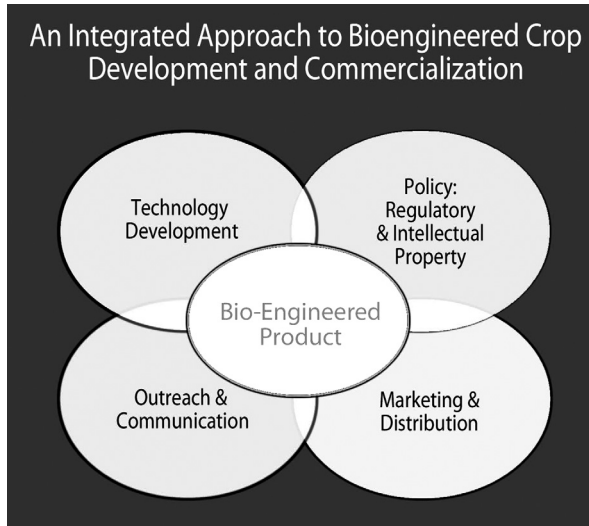 An Integrated Approach to Bioengineered Crop
Development and Commercialization
Technology
Development
Policy:
Regulatory
& Intellectual
Property
Bio-Engineered
Product
Outreach &
Communication
Marketing &
Distribution